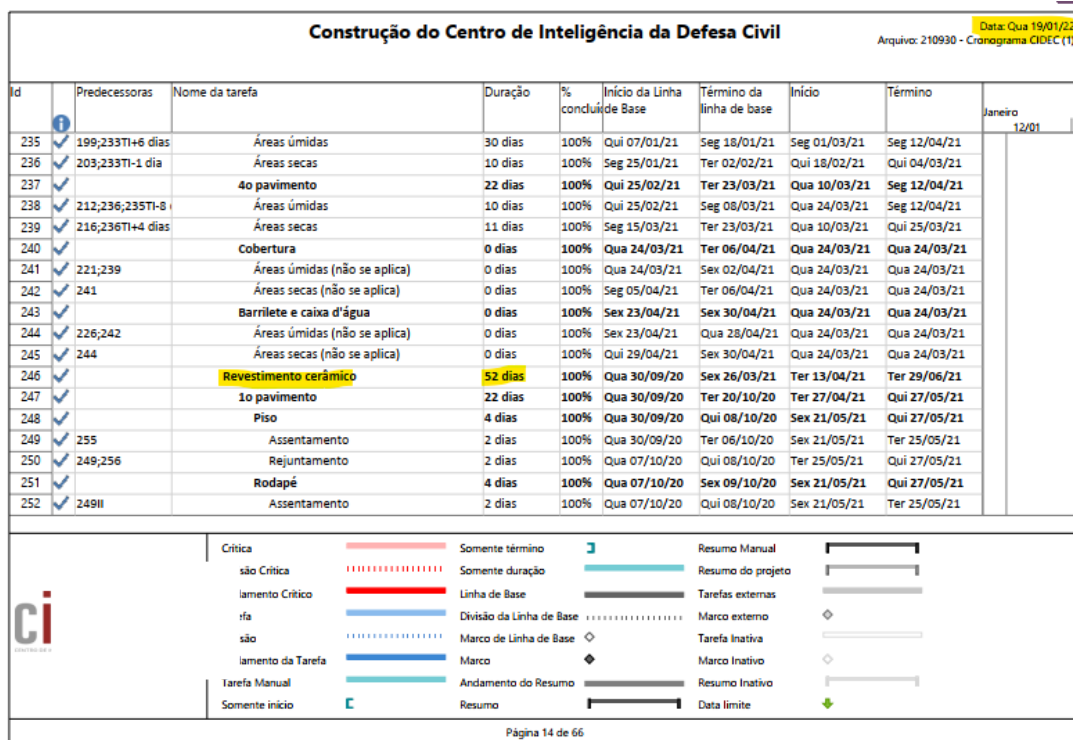 Construção do Centro de Inteligência da Defesa Civil
Data: Qua 19/01/22
Arquivo: 210930 - Cronograma CIDEC (1)
Id Predecessoras Nome da tarefa Duração % concluí Início da Linha de Base Término da linha de base Início Término
Janeiro
12/01
235 199;233TI+6 dias Áreas úmidas 30 dias 100% Qui 07/01/21 Seg 18/01/21 Seg 01/03/21 Seg 12/04/21
236 203;233TI-1 dia Áreas secas 10 dias 100% Seg 25/01/21 Ter 02/02/21 Qui 18/02/21 Qui 04/03/21
237 4o pavimento 22 dias 100% Qui 25/02/21 Ter 23/03/21 Qua 10/03/21 Seg 12/04/21
238 212;236;235TI-8 Áreas úmidas 10 dias 100% Qui 25/02/21 Seg 08/03/21 Qua 24/03/21 Seg 12/04/21
239 216;236TI+4 dias Áreas secas 11 dias 100% Seg 15/03/21 Ter 23/03/21 Qua 10/03/21 Qui 25/03/21
240 Cobertura 0 dias 100% Qua 24/03/21 Ter 06/04/21 Qua 24/03/21 Qua 24/03/21
241 221;239 Áreas úmidas (não se aplica) 0 dias 100% Qua 24/03/21 Sex 02/04/21 Qua 24/03/21 Qua 24/03/21
242 241 Áreas secas (não se aplica) 0 dias 100% Seg 05/04/21 Ter 06/04/21 Qua 24/03/21 Qua 24/03/21
243 Barrilete e caixa d'água 0 dias 100% Sex 23/04/21 Sex 30/04/21 Qua 24/03/21 Qua 24/03/21
244 226;242 Áreas úmidas (não se aplica) 0 dias 100% Sex 23/04/21 Qua 28/04/21 Qua 24/03/21 Qua 24/03/21
245 244 Áreas secas (não se aplica) 0 dias 100% Qui 29/04/21 Sex 30/04/21 Qua 24/03/21 Qua 24/03/21
246 Revestimento cerâmico 52 dias 100% Qua 30/09/20 Sex 26/03/21 Ter 13/04/21 Ter 29/06/21
247 1o pavimento 22 dias 100% Qua 30/09/20 Ter 20/10/20 Ter 27/04/21 Qui 27/05/21
248 Piso 4 dias 100% Qua 30/09/20 Qui 08/10/20 Sex 21/05/21 Qui 27/05/21
249 255 Assentamento 2 dias 100% Qua 30/09/20 Ter 06/10/20 Sex 21/05/21 Ter 25/05/21
250 249;256 Rejuntamento 2 dias 100% Qua 07/10/20 Qui 08/10/20 Ter 25/05/21 Qui 27/05/21
251 Rodapé 4 dias 100% Qua 07/10/20 Sex 09/10/20 Sex 21/05/21 Qui 27/05/21
252 249II Assentamento 2 dias 100% Qua 07/10/20 Qui 08/10/20 Sex 21/05/21 Ter 25/05/21
Crítica Somente término Resumo Manual
são Crítica Somente duração Resumo do projeto
lamento Crítico Linha de Base Tarefas externas
efa Divisão da Linha de Base Marco externo
são Marco de Linha de Base Tarefa Inativa
lamento da Tarefa Marco Marco Inativo
Tarefa Manual Andamento do Resumo Resumo Inativo
Somente início Resumo Data limite
ci
Página 14 de 66